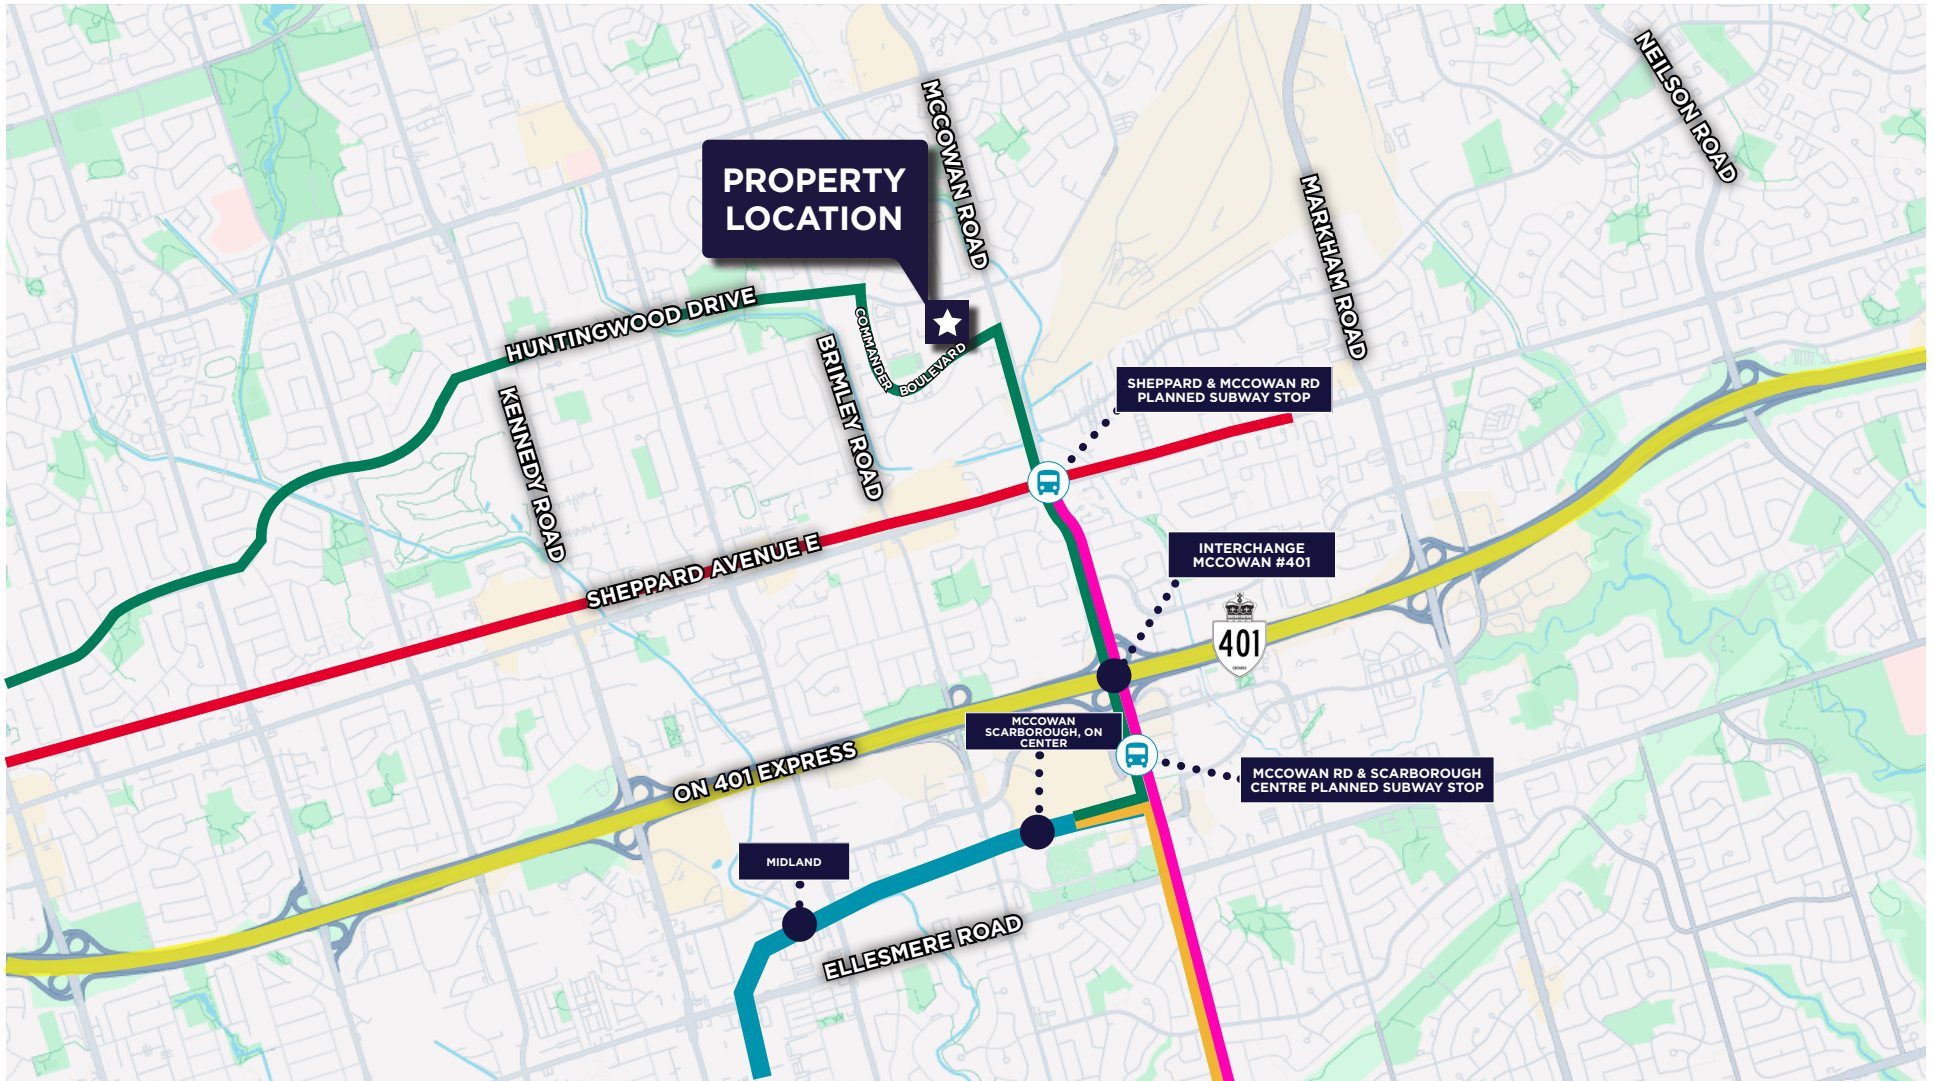 NEILSON ROAD
MCCOWAN ROAD
PROPERTY
LOCATION
MARKHAM ROAD
HUNTINGWOOD DRIVE
COMMANDER
BOULEVARD
BRIMLEY ROAD
KENNEDY ROAD
SHEPPARD & MCCOWAN RD
PLANNED SUBWAY STOP
SHEPPARD AVENUE E
INTERCHANGE
MCCOWAN #401
401
ONTARIO
MCCOWAN
SCARBOROUGH, ON
CENTER
ON 401 EXPRESS
MCCOWAN RD & SCARBOROUGH
CENTRE PLANNED SUBWAY STOP
MIDLAND
ELLESMERE ROAD